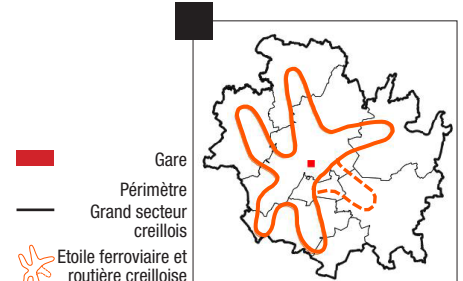 Gare
Périmètre
Grand secteur
creillois
Etoile ferroviaire et
routière creilloise